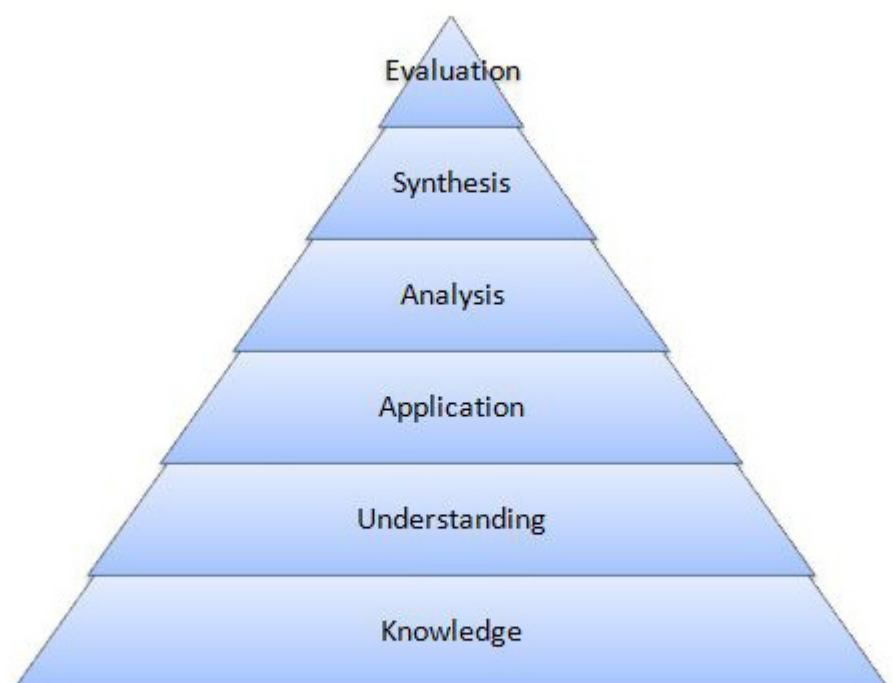 Evaluation
Synthesis
Analysis
Application
Understanding
Knowledge